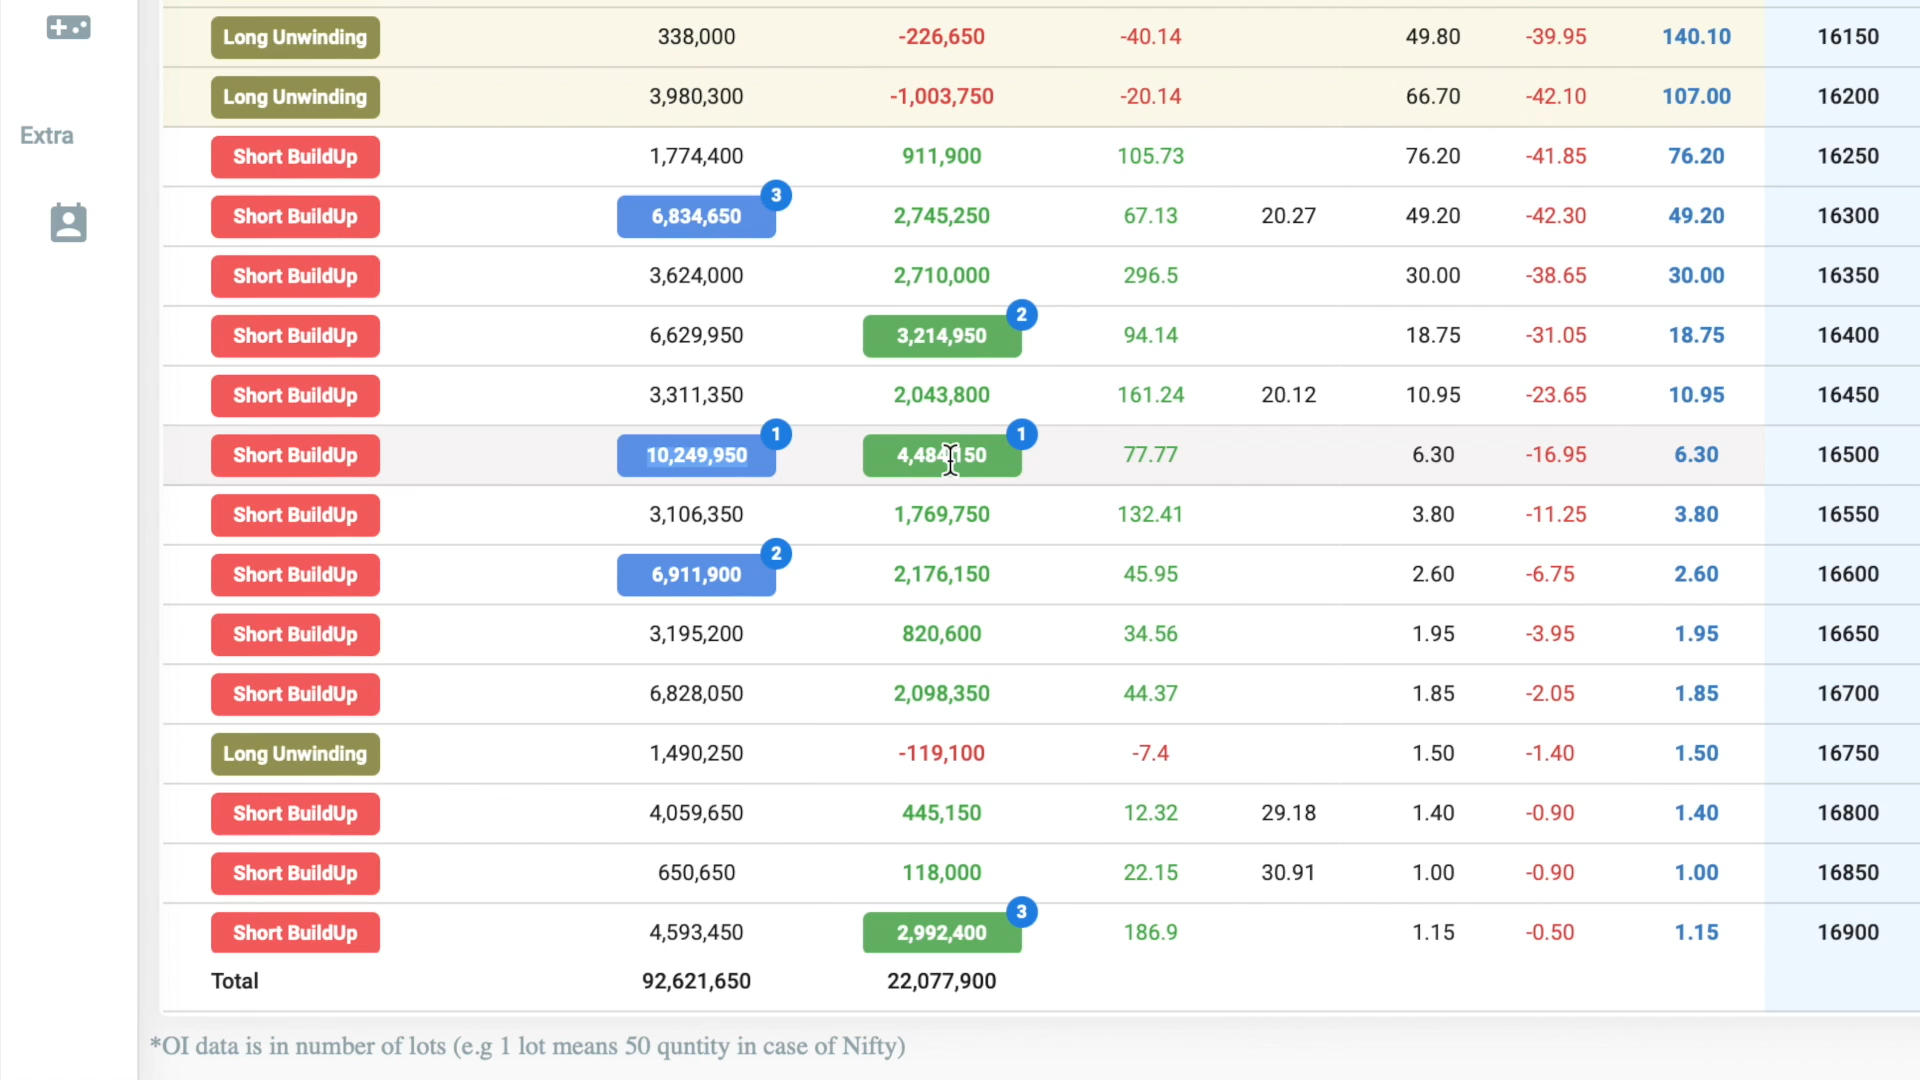 Extra
Long Unwinding 338,000 -226,650 -40.14 49.80 -39.95 140.10 16150
Long Unwinding 3,980,300 -1,003,750 -20.14 66.70 -42.10 107.00 16200
Short BuildUp 1,774,400 911,900 105.73 76.20 -41.85 76.20 16250
Short BuildUp 6,834,650 3 2,745,250 67.13 20.27 49.20 -42.30 49.20 16300
Short BuildUp 3,624,000 2,710,000 296.5 30.00 -38.65 30.00 16350
Short BuildUp 6,629,950 3,214,950 2 94.14 18.75 -31.05 18.75 16400
Short BuildUp 3,311,350 2,043,800 161.24 20.12 10.95 -23.65 10.95 16450
Short BuildUp 10,249,950 1 4,484,150 1 77.77 6.30 -16.95 6.30 16500
Short BuildUp 3,106,350 1,769,750 132.41 3.80 -11.25 3.80 16550
Short BuildUp 6,911,900 2 2,176,150 45.95 2.60 -6.75 2.60 16600
Short BuildUp 3,195,200 820,600 34.56 1.95 -3.95 1.95 16650
Short BuildUp 6,828,050 2,098,350 44.37 1.85 -2.05 1.85 16700
Long Unwinding 1,490,250 -119,100 -7.4 1.50 -1.40 1.50 16750
Short BuildUp 4,059,650 445,150 12.32 29.18 1.40 -0.90 1.40 16800
Short BuildUp 650,650 118,000 22.15 30.91 1.00 -0.90 1.00 16850
Short BuildUp 4,593,450 2,992,400 3 186.9 1.15 -0.50 1.15 16900
Total 92,621,650 22,077,900
*OI data is in number of lots (e.g 1 lot means 50 quntity in case of Nifty)